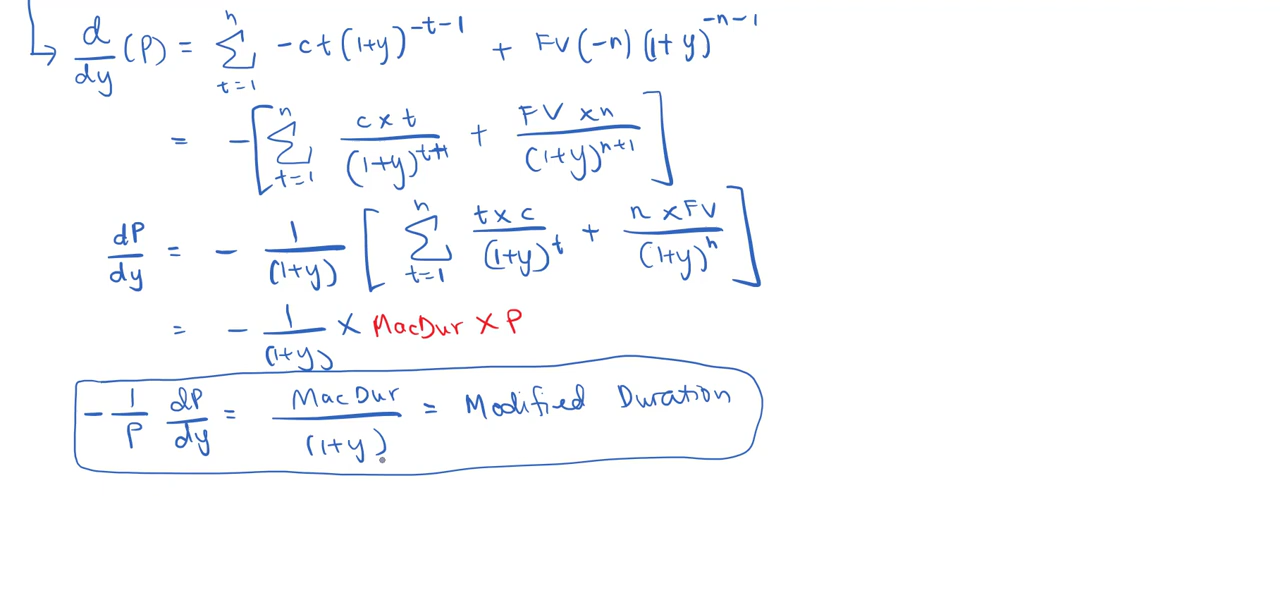 d/dy (P) = Σ_{t=1}^{n} -ct(1+y)^{-t-1} + FV(-n)(1+y)^{-n-1}
= -[Σ_{t=1}^{n} (c x t)/(1+y)^{t+1} + (FV x n)/(1+y)^{n+1}]
dP/dy = - 1/(1+y) [Σ_{t=1}^{n} (t x c)/(1+y)^t + (n x FV)/(1+y)^n]
= - 1/(1+y) x MacDur x P
- 1/P dP/dy = MacDur/(1+y) = Modified Duration